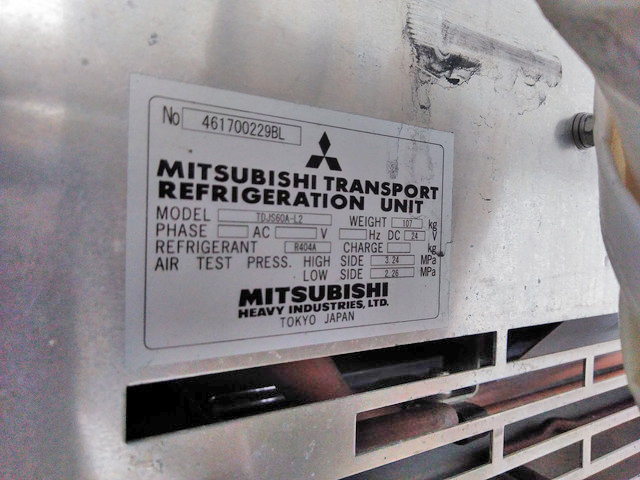 No 461700229BL
MITSUBISHI TRANSPORT
REFRIGERATION UNIT
MODEL TDJS60A-L2 WEIGHT 107 kg
PHASE AC V Hz DC 24 V
REFRIGERANT R404A CHARGE kg
AIR TEST PRESS. HIGH SIDE 3.24 MPa
LOW SIDE 2.26 MPa
MITSUBISHI
HEAVY INDUSTRIES, LTD.
TOKYO JAPAN